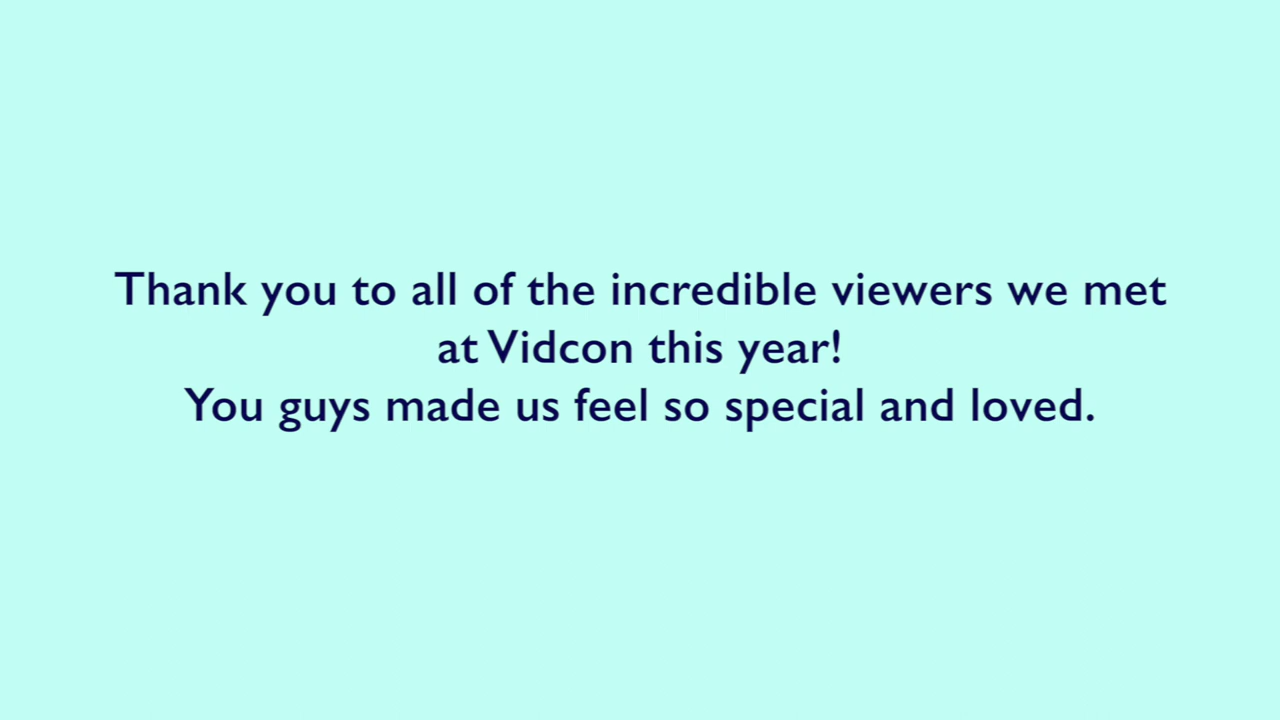 Thank you to all of the incredible viewers we met
at Vidcon this year!
You guys made us feel so special and loved.